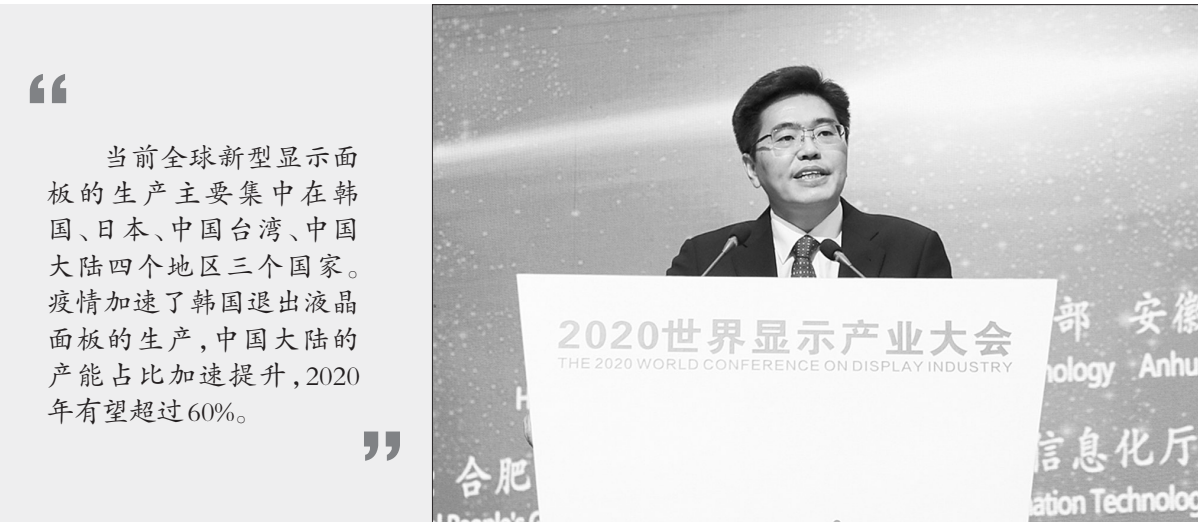 “
当前全球新型显示面
板的生产主要集中在韩
国、日本、中国台湾、中国
大陆四个地区三个国家。
疫情加速了韩国退出液晶
面板的生产,中国大陆的
产能占比加速提升,2020
年有望超过60%。
”
2020世界显示产业大会
THE 2020 WORLD CONFERENCE ON DISPLAY INDUSTRY
部 安徽
Anhu
合肥
信息化厅